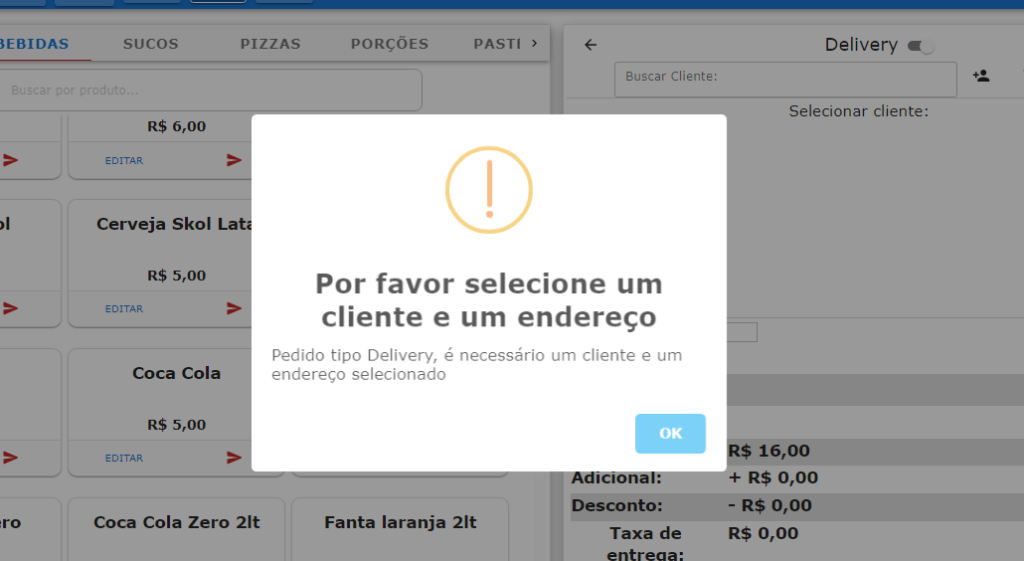 BEBIDAS SUCOS PIZZAS PORÇÕES PASTI
Delivery
Buscar por produto...
Buscar Cliente:
Selecionar cliente:
R$ 6,00
EDITAR
Cerveja Skol Lata
R$ 5,00
EDITAR
Coca Cola
R$ 5,00
EDITAR
Coca Cola Zero 2lt
Fanta laranja 2lt
Por favor selecione um
cliente e um endereço
Pedido tipo Delivery, é necessário um cliente e um
endereço selecionado
OK
R$ 16,00
Adicional: + R$ 0,00
Desconto: - R$ 0,00
Taxa de R$ 0,00
entrega: